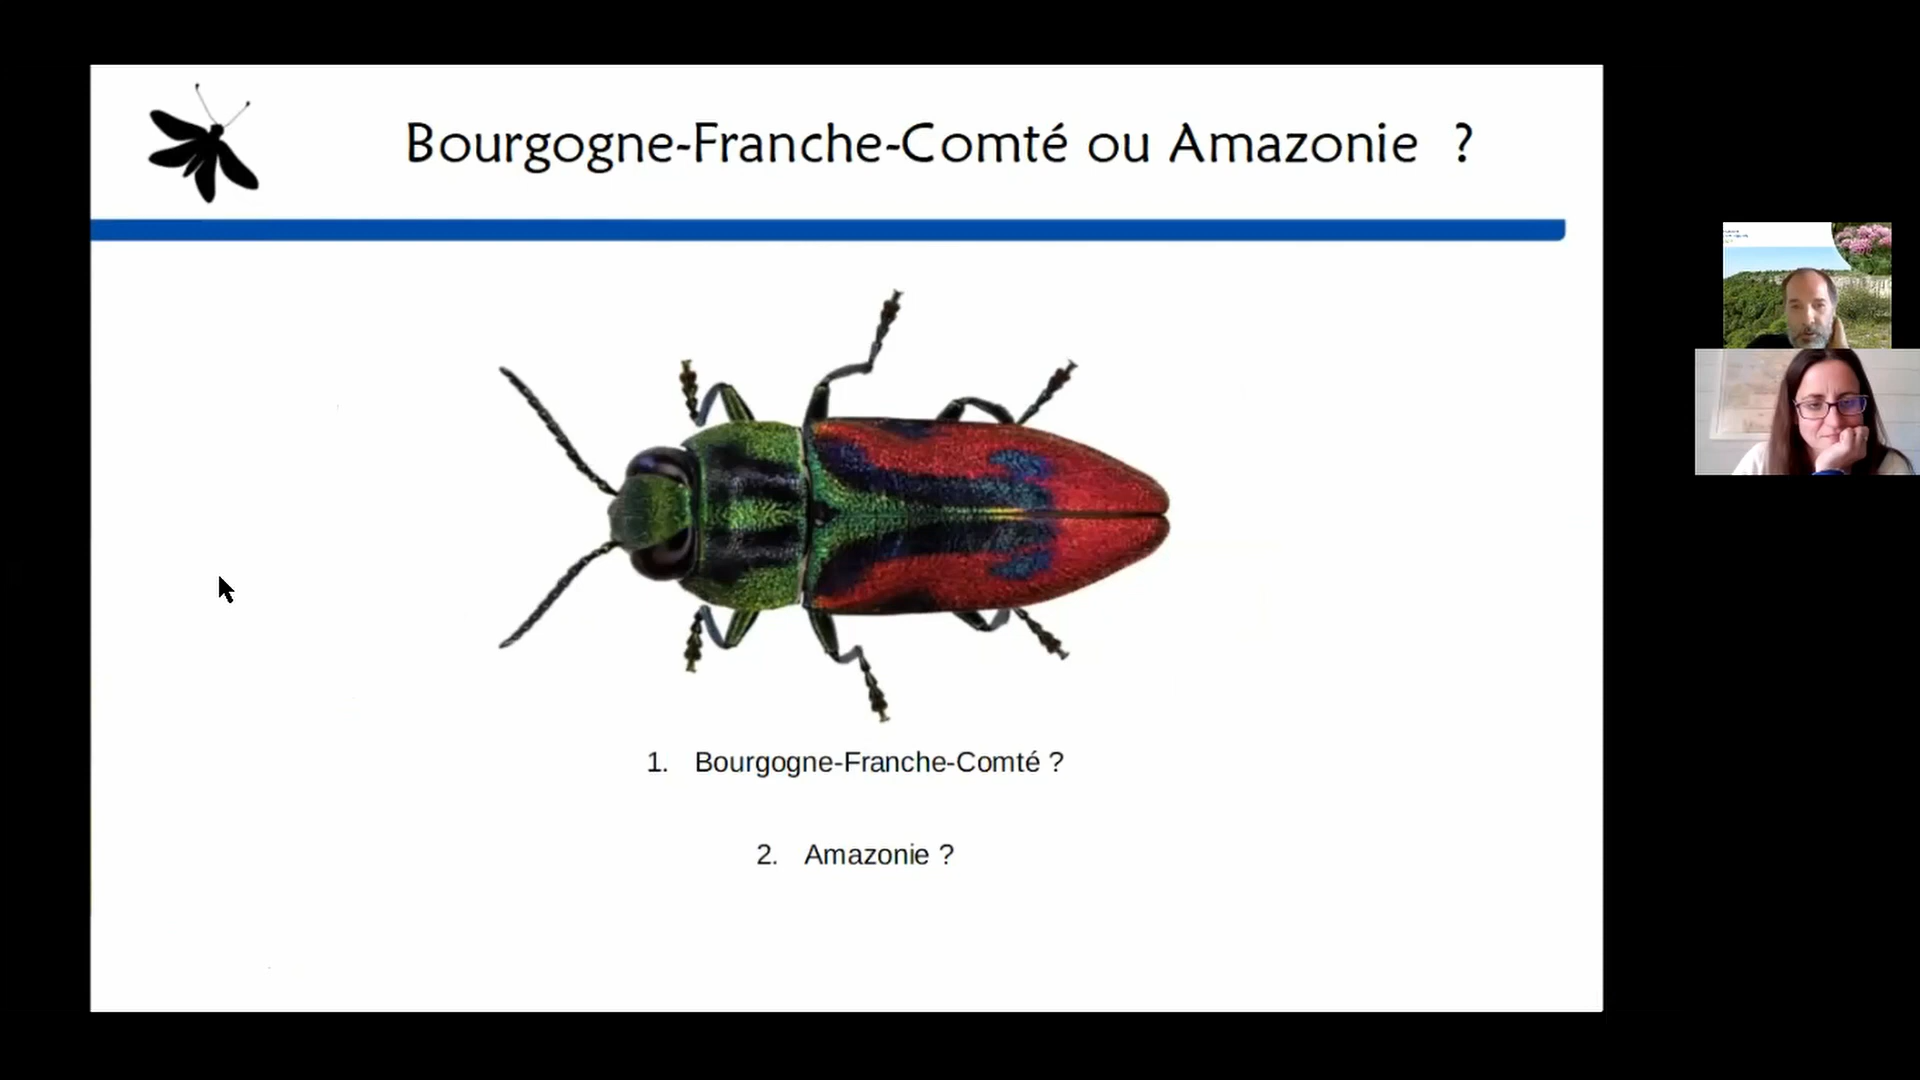 Bourgogne-Franche-Comté ou Amazonie ?
1. Bourgogne-Franche-Comté ?
2. Amazonie ?